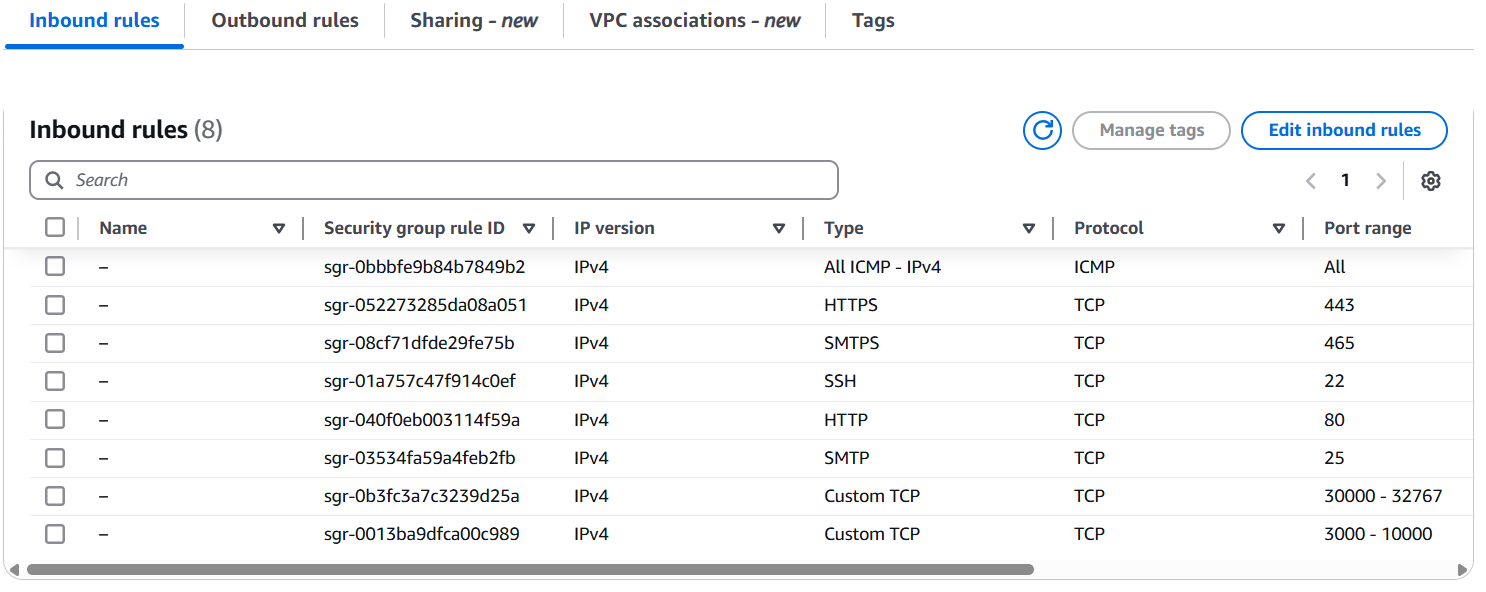 Inbound rules Outbound rules Sharing - new VPC associations - new Tags
Inbound rules (8) Manage tags Edit inbound rules
Search 1
Name Security group rule ID IP version Type Protocol Port range
– sgr-0bbbfe9b84b7849b2 IPv4 All ICMP - IPv4 ICMP All
– sgr-052273285da08a051 IPv4 HTTPS TCP 443
– sgr-08cf71dfde29fe75b IPv4 SMTPS TCP 465
– sgr-01a757c47f914c0ef IPv4 SSH TCP 22
– sgr-040f0eb003114f59a IPv4 HTTP TCP 80
– sgr-03534fa59a4feb2fb IPv4 SMTP TCP 25
– sgr-0b3fc3a7c3239d25a IPv4 Custom TCP TCP 30000 - 32767
– sgr-0013ba9dfca00c989 IPv4 Custom TCP TCP 3000 - 10000